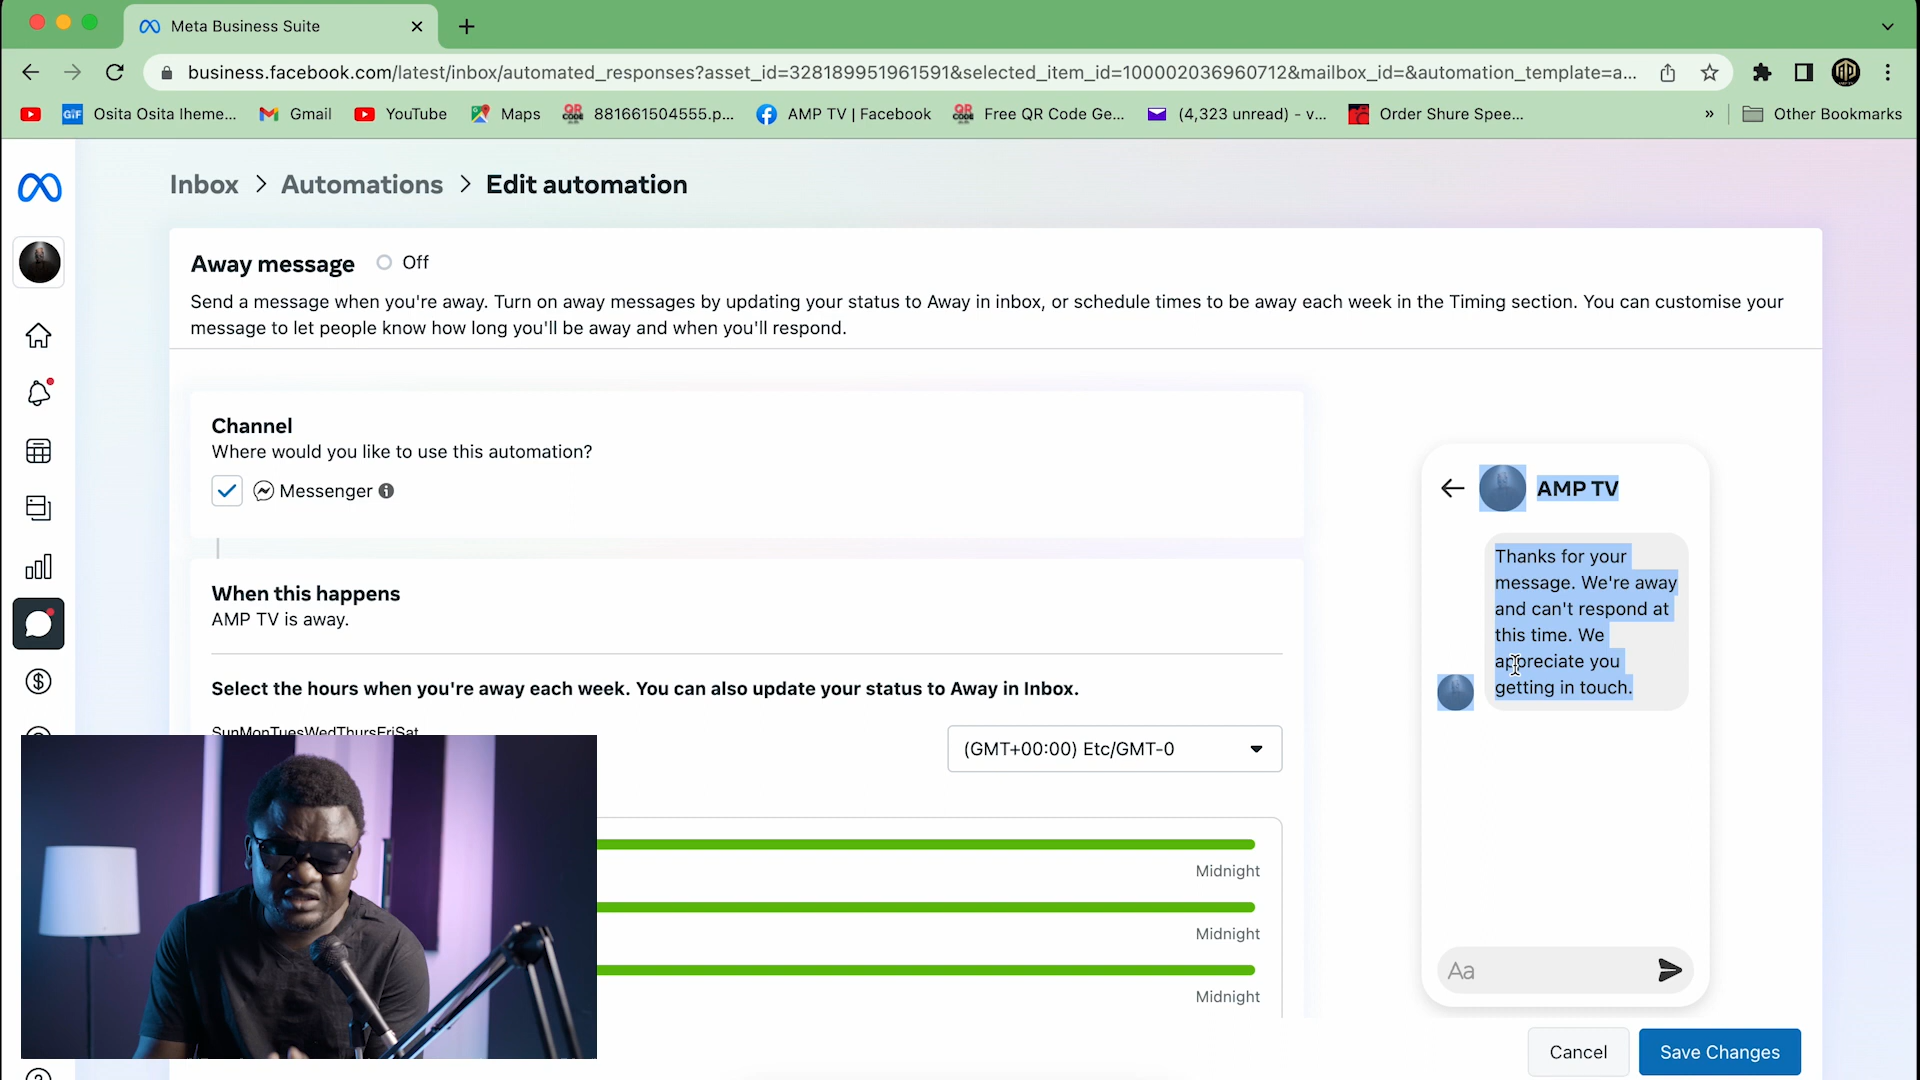 Meta Business Suite
business.facebook.com/latest/inbox/automated_responses?asset_id=328189951961591&selected_item_id=100002036960712&mailbox_id=&automation_template=a...
GIF Osita Osita Iheme... Gmail YouTube Maps QR CODE 881661504555.p... AMP TV | Facebook QR CODE Free QR Code Ge... (4,323 unread) - v... Order Shure Spee... » Other Bookmarks
Inbox > Automations > Edit automation
Away message Off
Send a message when you're away. Turn on away messages by updating your status to Away in inbox, or schedule times to be away each week in the Timing section. You can customise your
message to let people know how long you'll be away and when you'll respond.
Channel
Where would you like to use this automation?
Messenger
When this happens
AMP TV is away.
Select the hours when you're away each week. You can also update your status to Away in Inbox.
SunMonTuesWedThursFriSat
(GMT+00:00) Etc/GMT-0
Midnight
Midnight
Midnight
AMP TV
Thanks for your
message. We're away
and can't respond at
this time. We
appreciate you
getting in touch.
Aa
Cancel
Save Changes